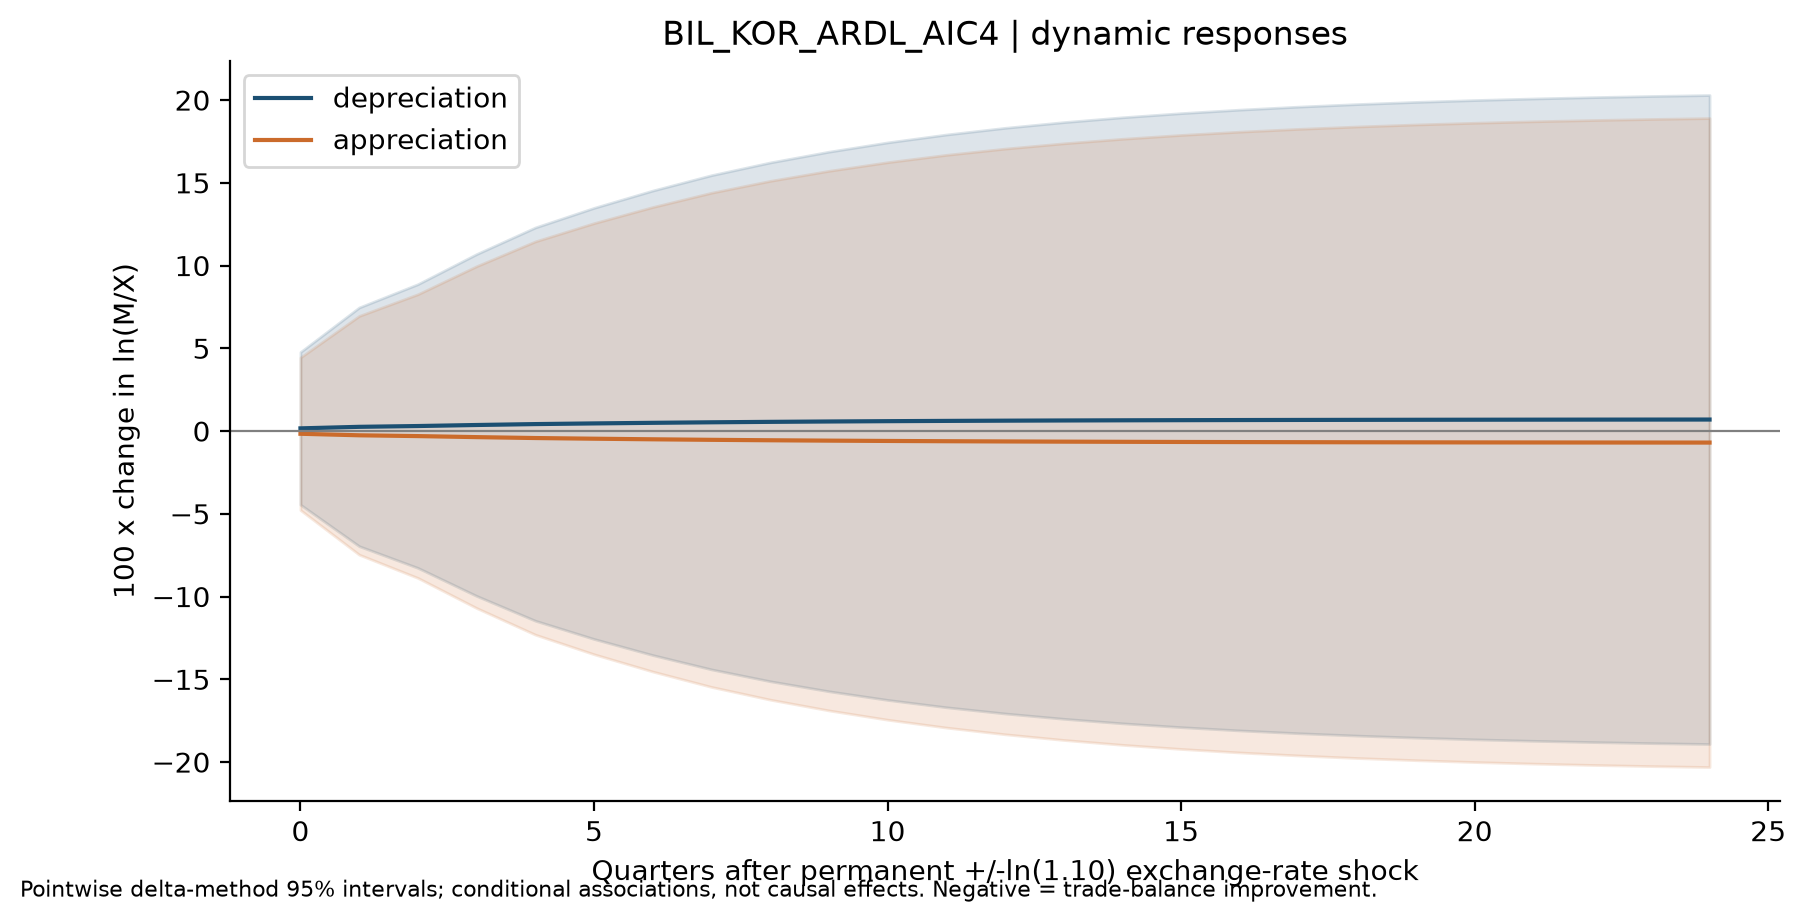 BIL_KOR_ARDL_AIC4 | dynamic responses
depreciation
appreciation
100 x change in ln(M/X)
20
15
10
5
0
−5
−10
−15
−20
0 5 10 15 20 25
Quarters after permanent +/-ln(1.10) exchange-rate shock
Pointwise delta-method 95% intervals; conditional associations, not causal effects. Negative = trade-balance improvement.